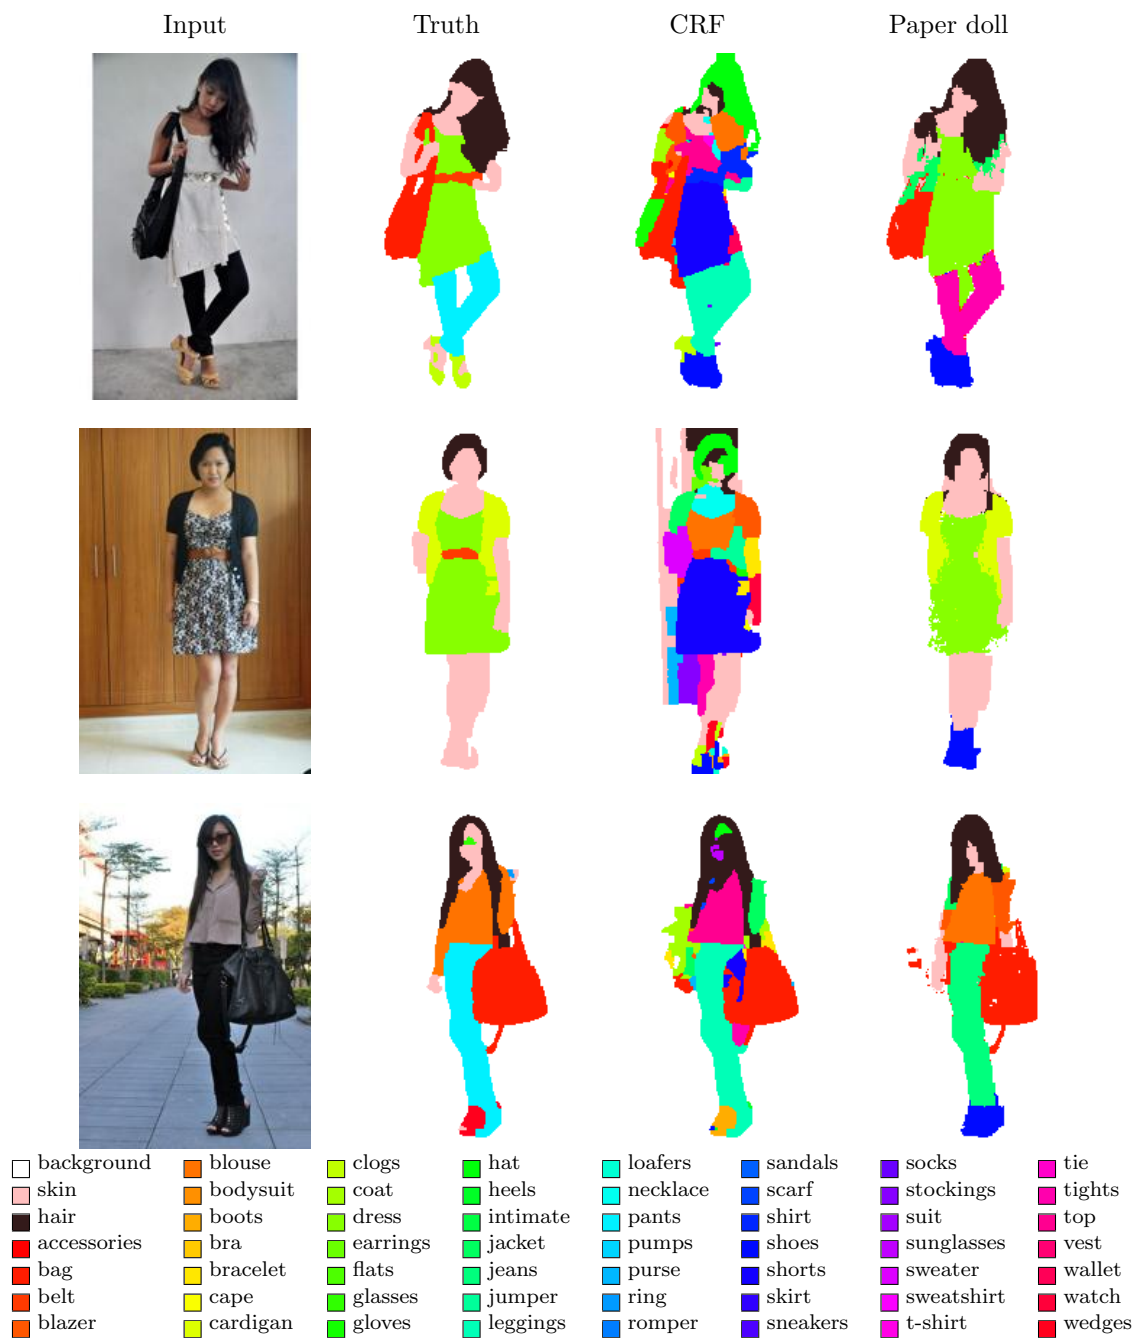 Input Truth CRF Paper doll
background blouse clogs hat loafers sandals socks tie
skin bodysuit coat heels necklace scarf stockings tights
hair boots dress intimate pants shirt suit top
accessories bra earrings jacket pumps shoes sunglasses vest
bag bracelet flats jeans purse shorts sweater wallet
belt cape glasses jumper ring skirt sweatshirt watch
blazer cardigan gloves leggings romper sneakers t-shirt wedges